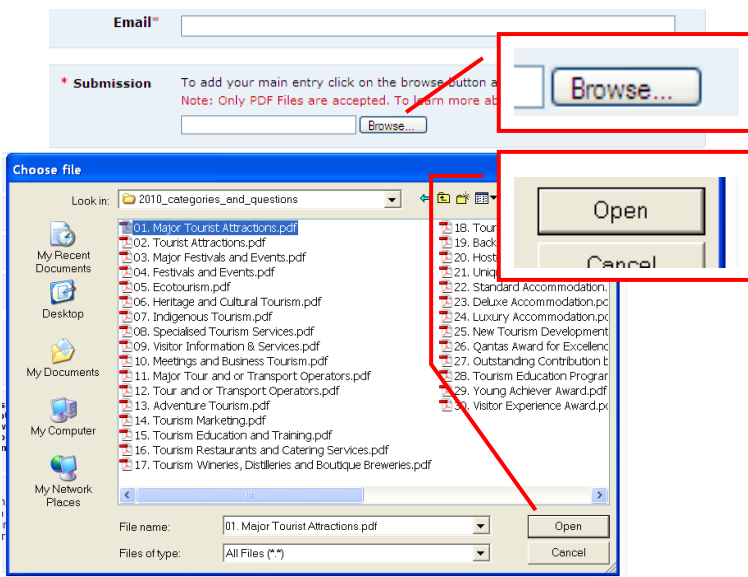 Email*
* Submission
To add your main entry click on the browse button a
Note: Only PDF Files are accepted. To learn more ab
Browse...
Browse...
Choose file
Look in:
2010_categories_and_questions
Open
Cancel
My Recent
Documents
Desktop
My Documents
My Computer
My Network
Places
01. Major Tourist Attractions.pdf
02. Tourist Attractions.pdf
03. Major Festivals and Events.pdf
04. Festivals and Events.pdf
05. Ecotourism.pdf
06. Heritage and Cultural Tourism.pdf
07. Indigenous Tourism.pdf
08. Specialised Tourism Services.pdf
09. Visitor Information & Services.pdf
10. Meetings and Business Tourism.pdf
11. Major Tour and or Transport Operators.pdf
12. Tour and or Transport Operators.pdf
13. Adventure Tourism.pdf
14. Tourism Marketing.pdf
15. Tourism Education and Training.pdf
16. Tourism Restaurants and Catering Services.pdf
17. Tourism Wineries, Distilleries and Boutique Breweries.pdf
18. Tour
19. Back
20. Host
21. Uniq
22. Standard Accommodation.
23. Deluxe Accommodation.pd
24. Luxury Accommodation.pd
25. New Tourism Development
26. Qantas Award for Excellenc
27. Outstanding Contribution b
28. Tourism Education Prograr
29. Young Achiever Award.pdf
30. Visitor Experience Award.pd
File name:
01. Major Tourist Attractions.pdf
Open
Files of type:
All Files (*.*)
Cancel